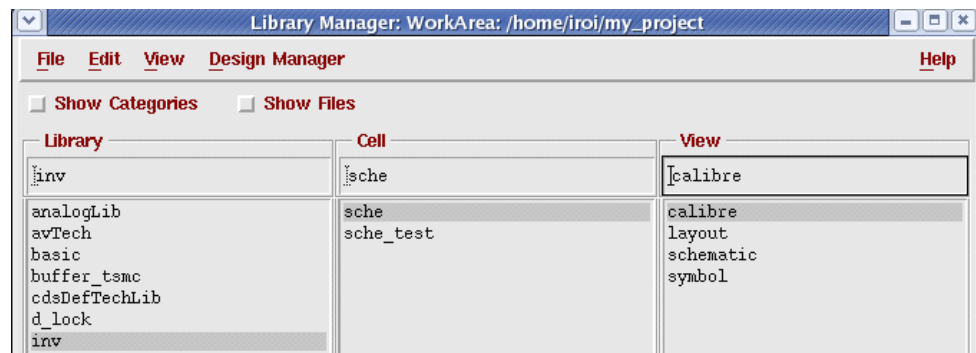 Library Manager: WorkArea: /home/iroi/my_project
File Edit View Design Manager Help
Show Categories Show Files
Library Cell View
inv sche calibre
analogLib sche calibre
avTech sche_test layout
basic schematic
buffer_tsmc symbol
cdsDefTechLib
d_lock
inv